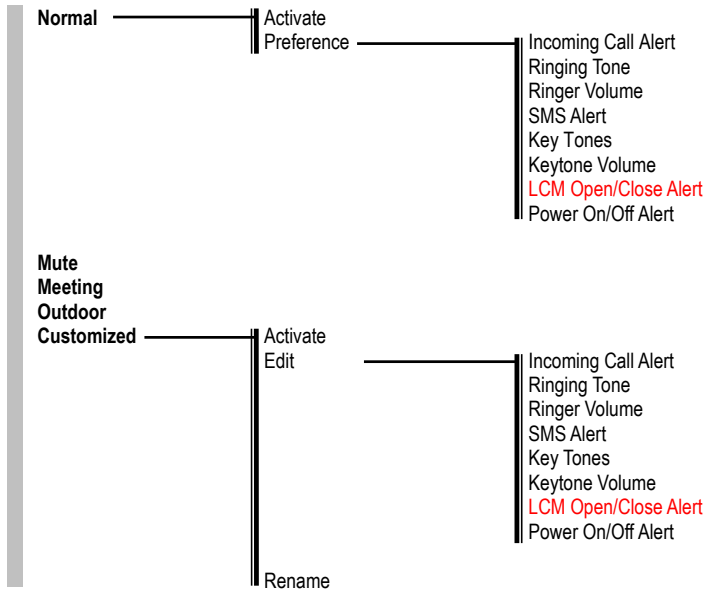 Normal
Activate
Preference
Incoming Call Alert
Ringing Tone
Ringer Volume
SMS Alert
Key Tones
Keytone Volume
LCM Open/Close Alert
Power On/Off Alert
Mute
Meeting
Outdoor
Customized
Activate
Edit
Incoming Call Alert
Ringing Tone
Ringer Volume
SMS Alert
Key Tones
Keytone Volume
LCM Open/Close Alert
Power On/Off Alert
Rename